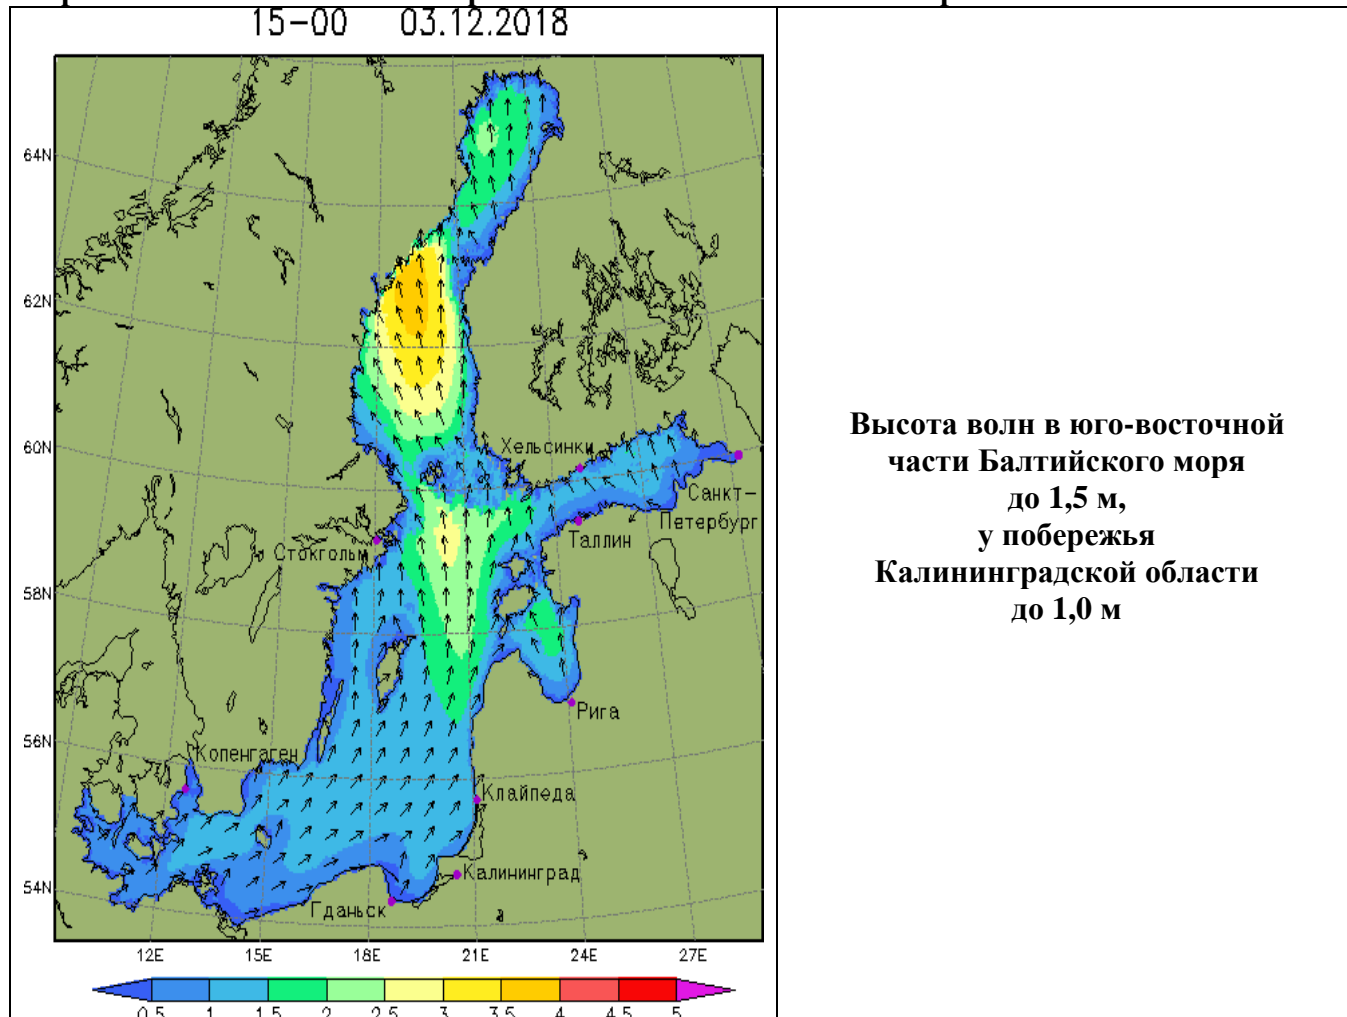 15-00 03.12.2018
64N
62N
60N
58N
56N
54N
Хельсинки
Санкт-
Петербург
Таллин
Стокгольм
Рига
Копенгаген
Клайпеда
Калининград
Гданьск
12E 15E 18E 21E 24E 27E
0.5 1 1.5 2 2.5 3 3.5 4 4.5 5
Высота волн в юго-восточной
части Балтийского моря
до 1,5 м,
у побережья
Калининградской области
до 1,0 м